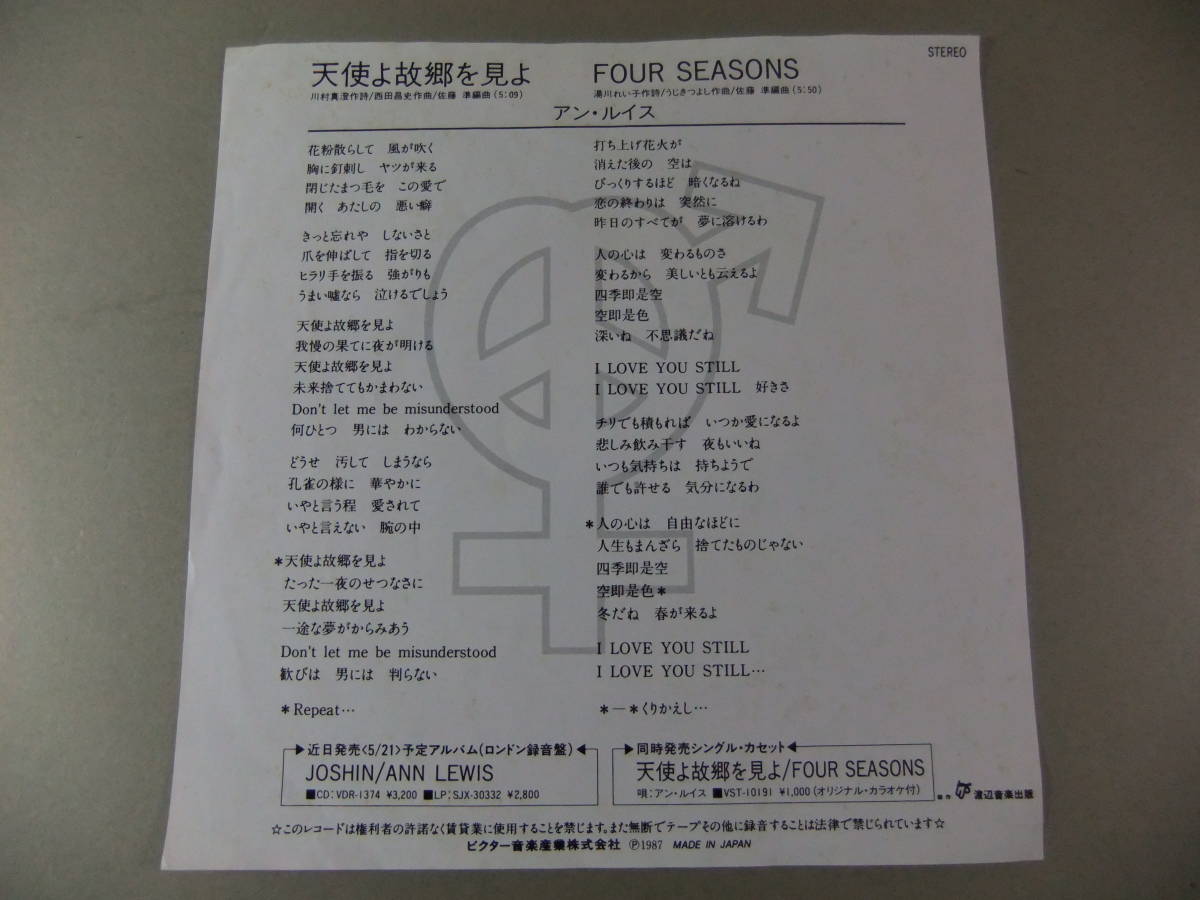 STEREO
天使よ故郷を見よ
川村真澄作詩/西田昌史作曲/佐藤 準編曲(5:09)
FOUR SEASONS
湯川れい子作詩/うじきつよし作曲/佐藤 準編曲(5:50)
アン・ルイス
花粉散らして 風が吹く
胸に釘刺し ヤツが来る
閉じたまつ毛を この愛で
開く あたしの 悪い癖
きっと忘れや しないさと
爪を伸ばして 指を切る
ヒラリ手を振る 強がりも
うまい嘘なら 泣けるでしょう
天使よ故郷を見よ
我慢の果てに夜が明ける
天使よ故郷を見よ
未来捨ててもかまわない
Don't let me be misunderstood
何ひとつ 男には わからない
どうせ 汚して しまうなら
孔雀の様に 華やかに
いやと言う程 愛されて
いやと言えない 腕の中
*天使よ故郷を見よ
たった一夜のせつなさに
天使よ故郷を見よ
一途な夢がからみあう
Don't let me be misunderstood
歓びは 男には 判らない
*Repeat…
打ち上げ花火が
消えた後の 空は
びっくりするほど 暗くなるね
恋の終わりは 突然に
昨日のすべてが 夢に溶けるわ
人の心は 変わるものさ
変わるから 美しいとも云えるよ
四季即是空
空即是色
深いね 不思議だね
I LOVE YOU STILL
I LOVE YOU STILL 好きさ
チリでも積もれば いつか愛になるよ
悲しみ飲み干す 夜もいいね
いつも気持ちは 持ちようで
誰でも許せる 気分になるわ
*人の心は 自由なほどに
人生もまんざら 捨てたものじゃない
四季即是空
空即是色*
冬だね 春が来るよ
I LOVE YOU STILL
I LOVE YOU STILL…
*―*くりかえし…
▶近日発売〈5/21〉予定アルバム(ロンドン録音盤)◀
JOSHIN/ANN LEWIS
■CD:VDR-1374 ¥3,200 ■LP:SJX-30332 ¥2,800
▶同時発売シングル・カセット◀
天使よ故郷を見よ/FOUR SEASONS
唄:アン・ルイス ■VST-10191 ¥1,000(オリジナル・カラオケ付)
渡辺音楽出版
☆このレコードは権利者の許諾なく賃貸業に使用することを禁じます。また無断でテープその他に録音することは法律で禁じられています☆
ビクター音楽産業株式会社 Ⓟ1987 MADE IN JAPAN